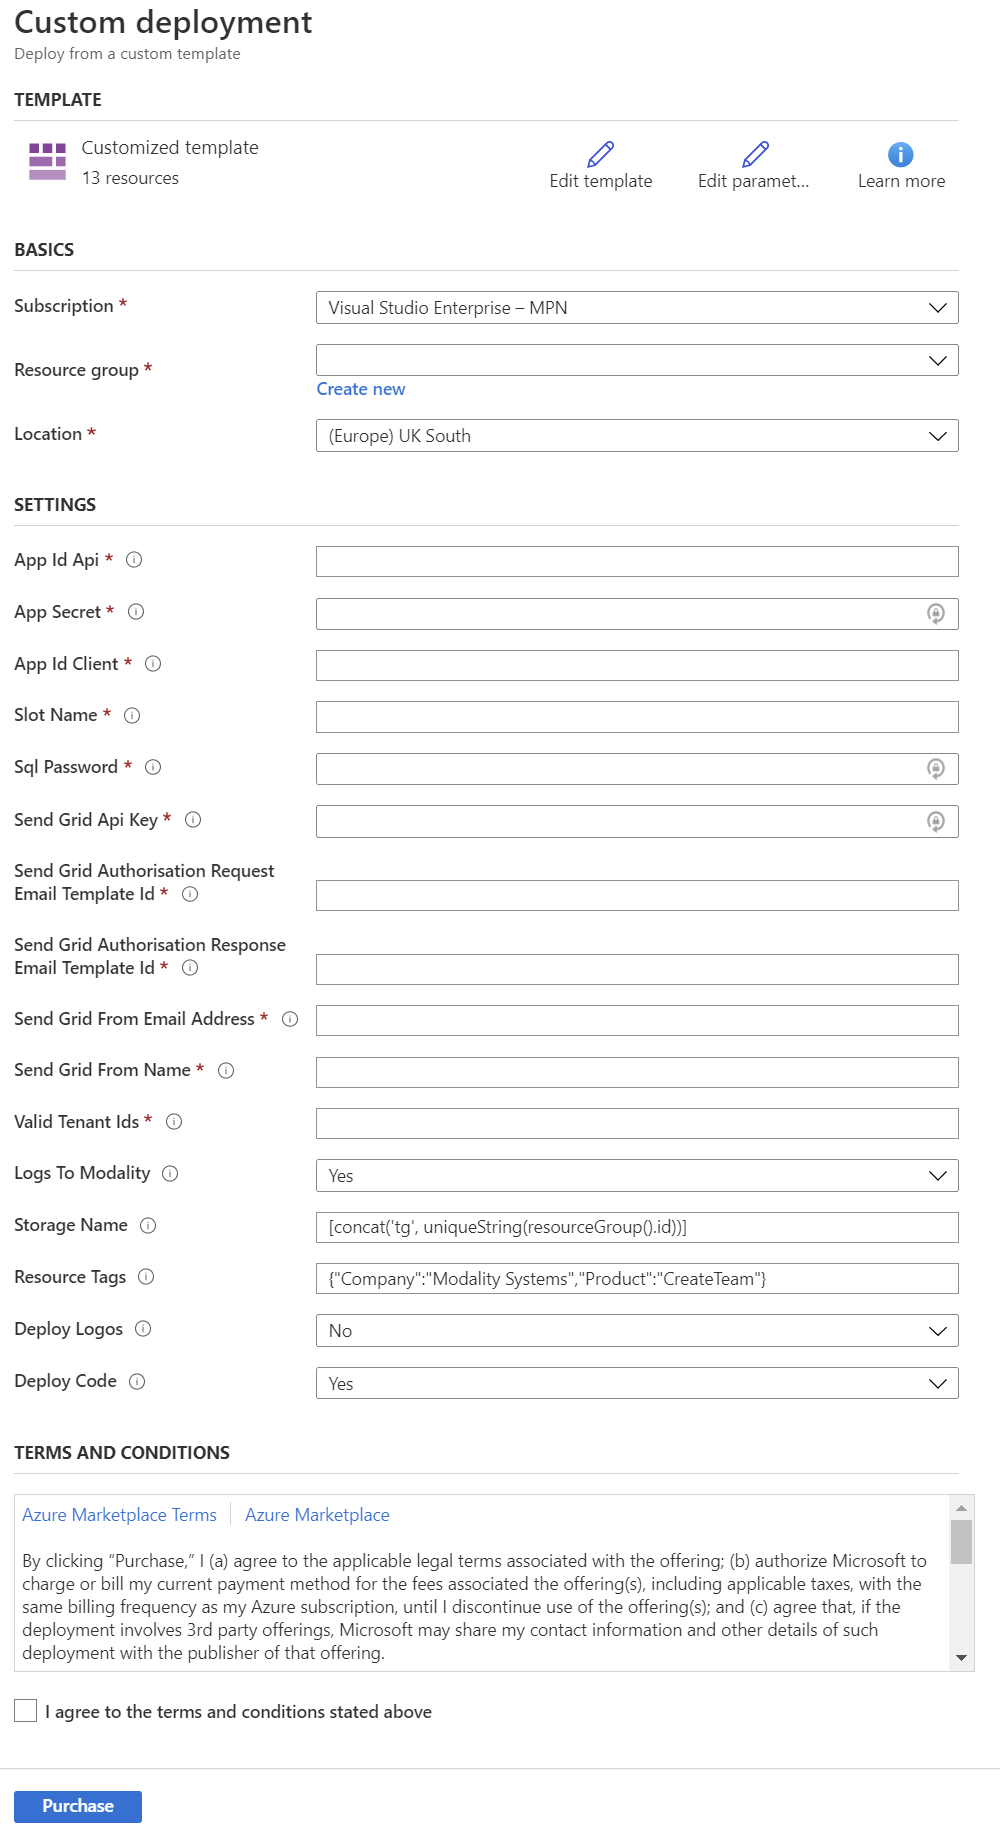 Custom deployment
Deploy from a custom template
TEMPLATE
Customized template
13 resources
Edit template
Edit paramet...
Learn more
BASICS
Subscription *
Visual Studio Enterprise – MPN
Resource group *
Create new
Location *
(Europe) UK South
SETTINGS
App Id Api *
App Secret *
App Id Client *
Slot Name *
Sql Password *
Send Grid Api Key *
Send Grid Authorisation Request
Email Template Id *
Send Grid Authorisation Response
Email Template Id *
Send Grid From Email Address *
Send Grid From Name *
Valid Tenant Ids *
Logs To Modality
Yes
Storage Name
[concat('tg', uniqueString(resourceGroup().id))]
Resource Tags
{"Company":"Modality Systems","Product":"CreateTeam"}
Deploy Logos
No
Deploy Code
Yes
TERMS AND CONDITIONS
Azure Marketplace Terms
Azure Marketplace
By clicking “Purchase,” I (a) agree to the applicable legal terms associated with the offering; (b) authorize Microsoft to
charge or bill my current payment method for the fees associated the offering(s), including applicable taxes, with the
same billing frequency as my Azure subscription, until I discontinue use of the offering(s); and (c) agree that, if the
deployment involves 3rd party offerings, Microsoft may share my contact information and other details of such
deployment with the publisher of that offering.
I agree to the terms and conditions stated above
Purchase